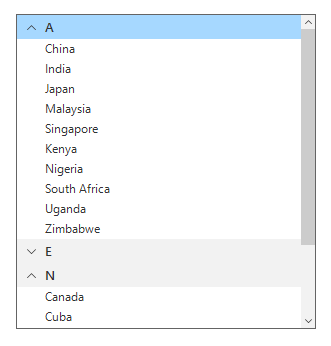 A
China
India
Japan
Malaysia
Singapore
Kenya
Nigeria
South Africa
Uganda
Zimbabwe
E
N
Canada
Cuba